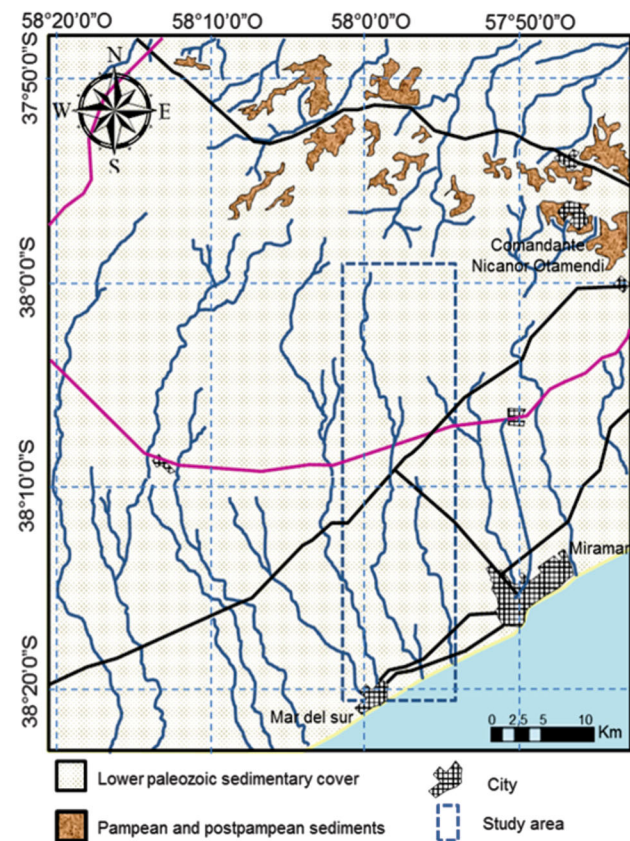 58°20'0"O 58°10'0"O 58°0'0"O 57°50'0"O
37°50'0"S
N
W E
S
Comandante
Nicanor Otamendi
38°0'0"S
38°10'0"S
Miramar
38°20'0"S
Mar del sur
0 2,5 5 10
Km
Lower paleozoic sedimentary cover
City
Pampean and postpampean sediments
Study area